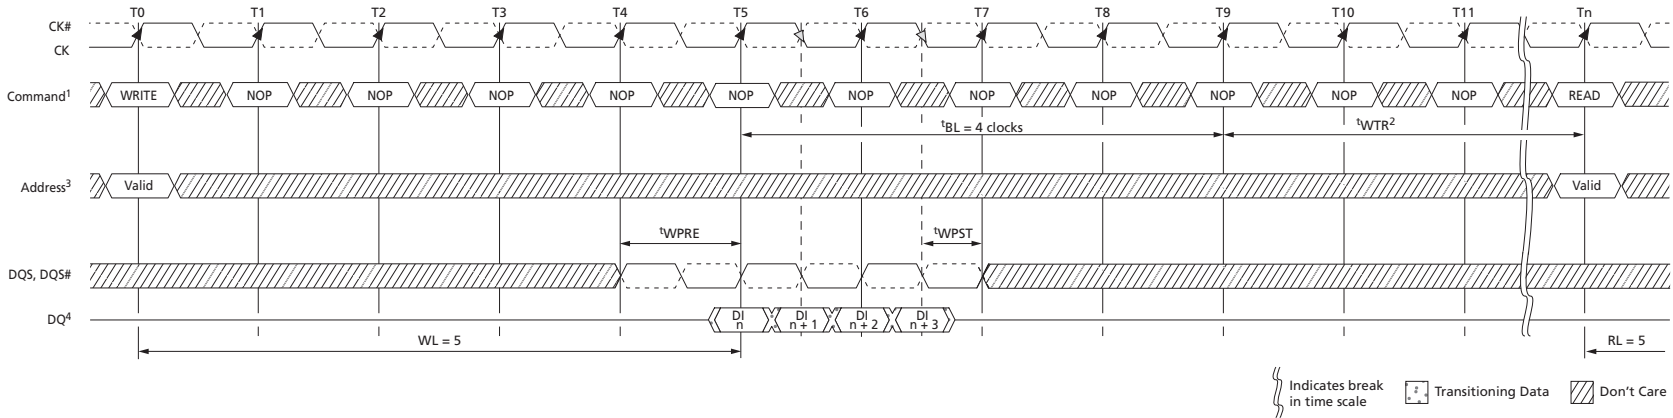 T0 T1 T2 T3 T4 T5 T6 T7 T8 T9 T10 T11 Tn
CK#
CK
Command1 WRITE NOP NOP NOP NOP NOP NOP NOP NOP NOP NOP NOP READ
tBL = 4 clocks tWTR2
Address3 Valid Valid
tWPRE tWPST
DQS, DQS#
DQ4 DI n DI n + 1 DI n + 2 DI n + 3
WL = 5 RL = 5
Indicates break in time scale Transitioning Data Don't Care